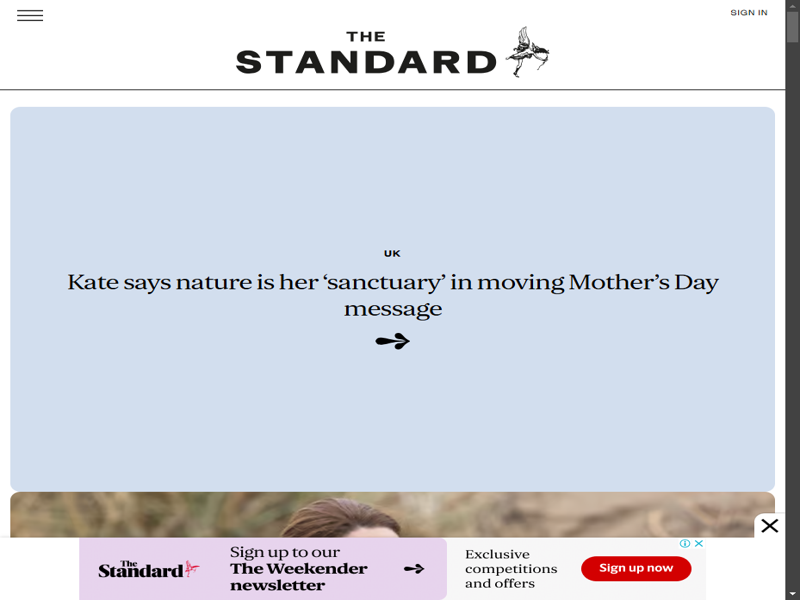 SIGN IN
THE
STANDARD
UK
Kate says nature is her ‘sanctuary’ in moving Mother’s Day
message
The
Standard
Sign up to our
The Weekender
newsletter
Exclusive
competitions
and offers
Sign up now